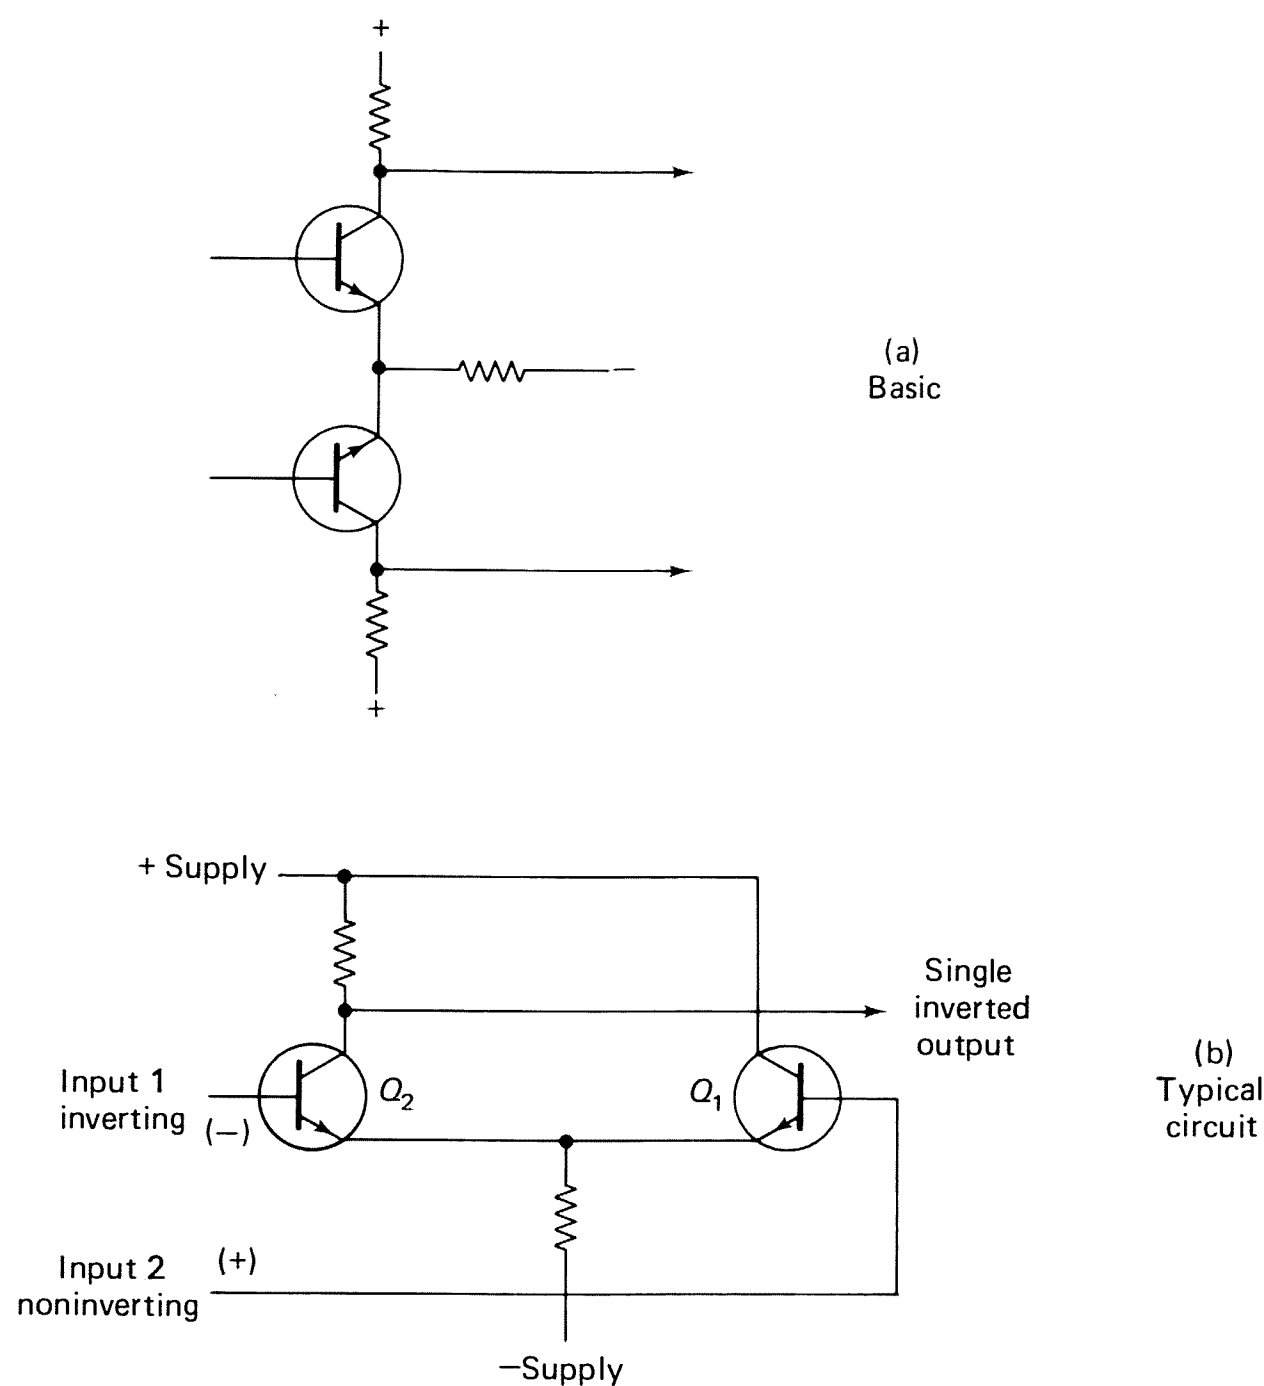 +
(a)
Basic
−
+
+ Supply
Single
inverted
output
(b)
Typical
circuit
Input 1
inverting
(−)
Q₂
Q₁
Input 2
noninverting
(+)
−Supply